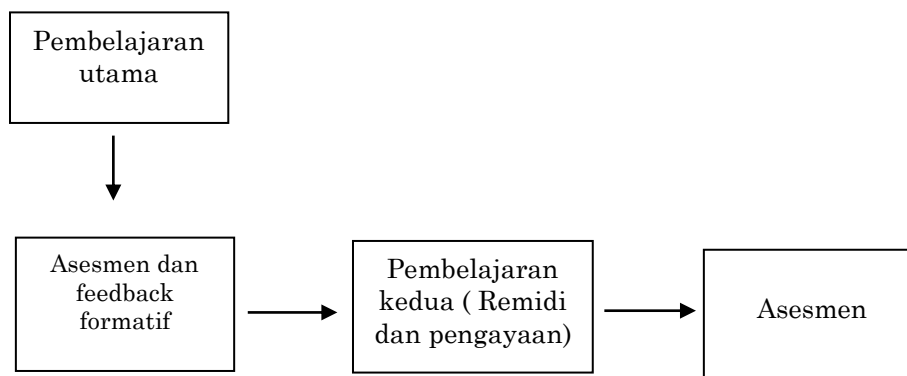 Pembelajaran
utama
Asesmen dan
feedback
formatif
Pembelajaran
kedua ( Remidi
dan pengayaan)
Asesmen